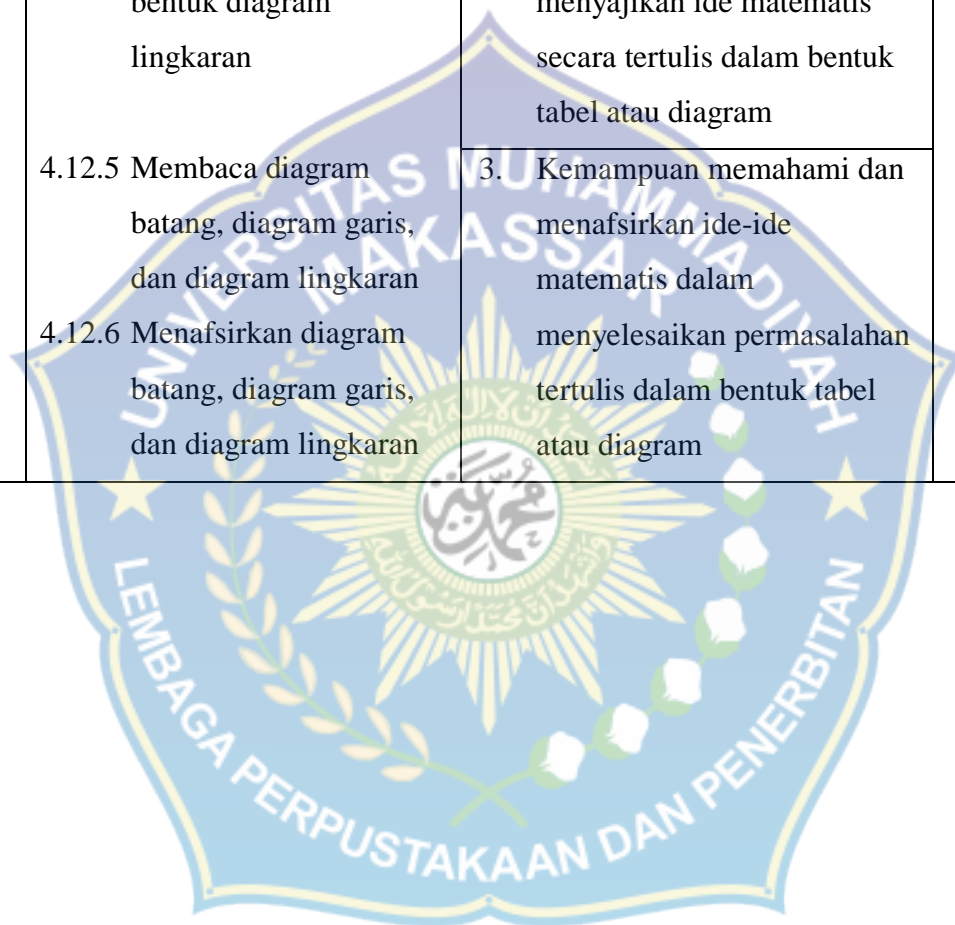 bentuk diagram
lingkaran
4.12.5 Membaca diagram
batang, diagram garis,
dan diagram lingkaran
4.12.6 Menafsirkan diagram
batang, diagram garis,
dan diagram lingkaran
menyajikan ide matematis
secara tertulis dalam bentuk
tabel atau diagram
3. Kemampuan memahami dan
menafsirkan ide-ide
matematis dalam
menyelesaikan permasalahan
tertulis dalam bentuk tabel
atau diagram
UNIVERSITAS MUHAMMADIYAH
MAKASSAR
LEMBAGA PERPUSTAKAAN DAN PENERBITAN